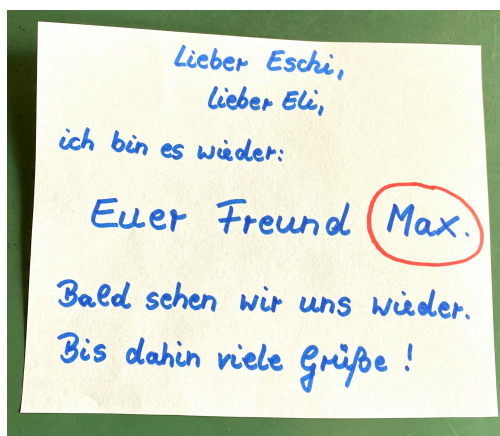 Lieber Eschi,
lieber Eli,
ich bin es wieder:
Euer Freund Max.
Bald sehen wir uns wieder.
Bis dahin viele Grüße!